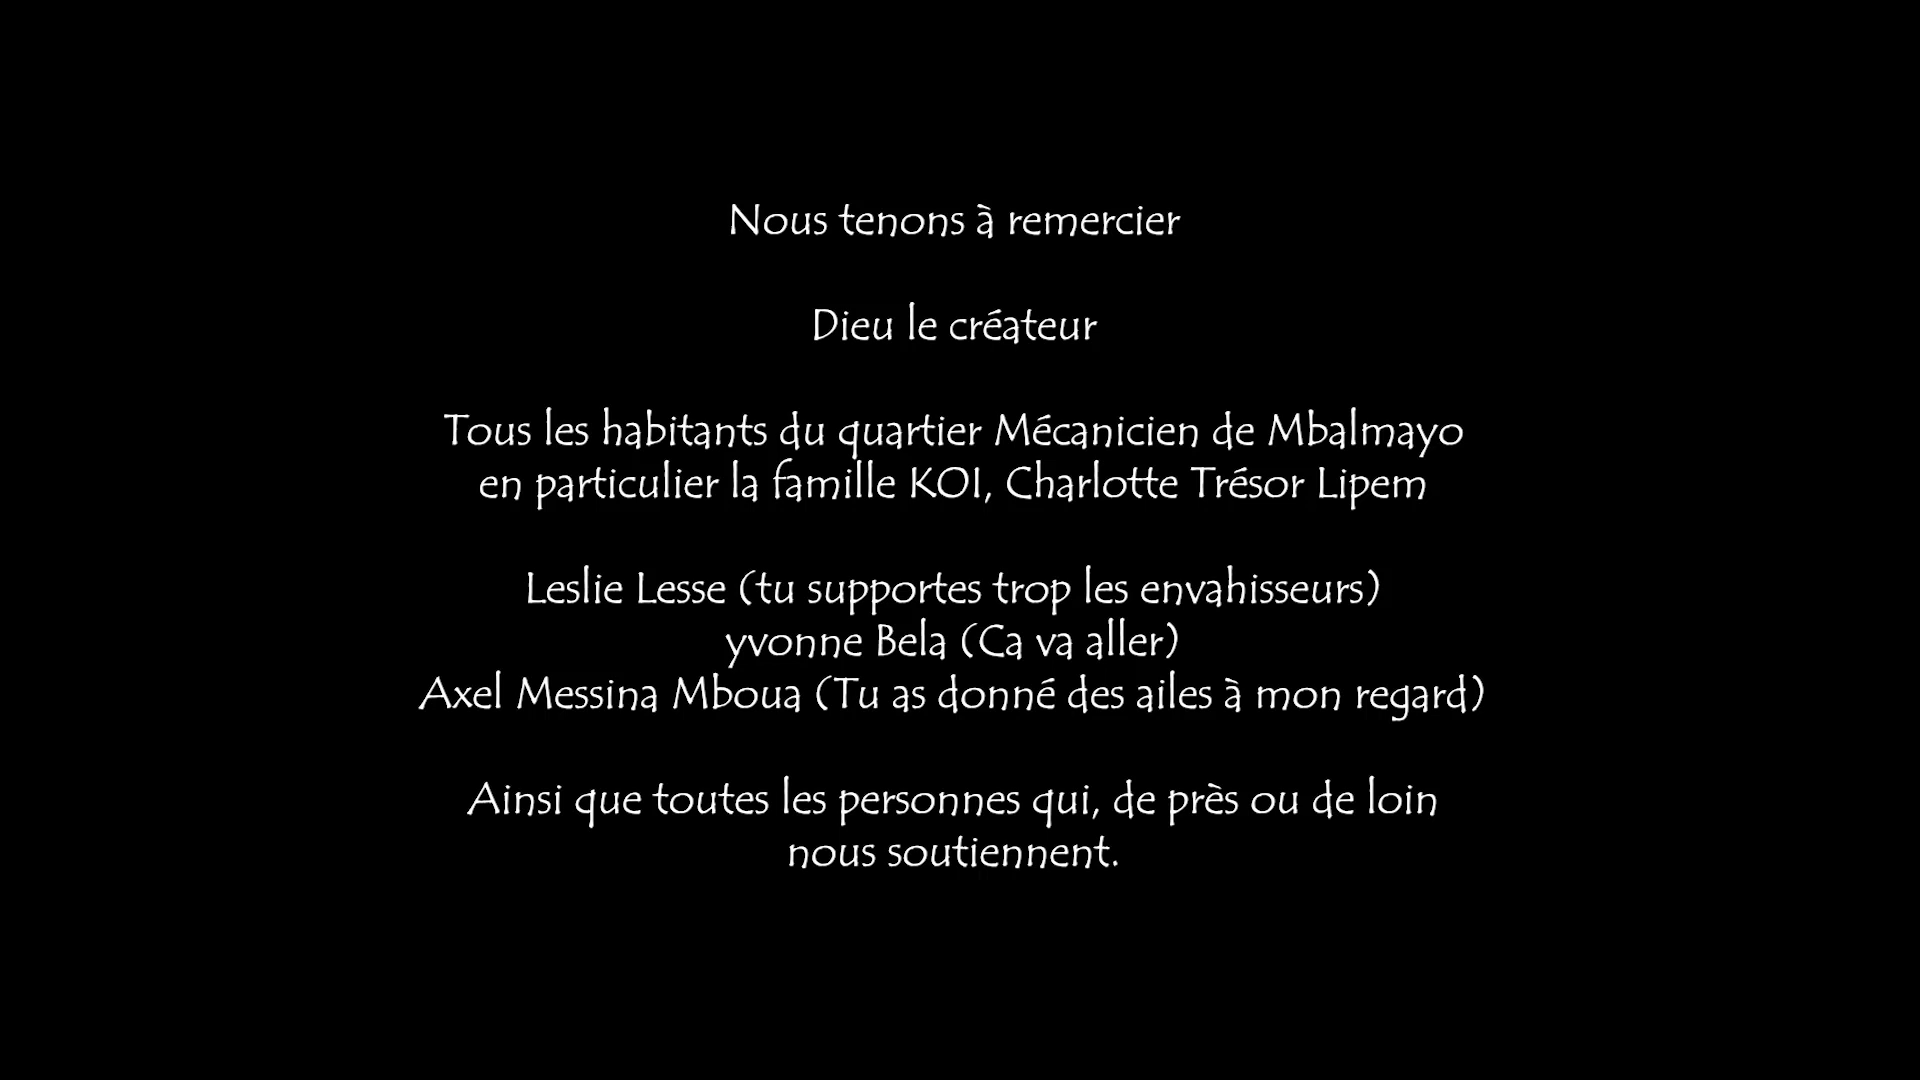 Nous tenons à remercier
Dieu le créateur
Tous les habitants du quartier Mécanicien de Mbalmayo
en particulier la famille KOI, Charlotte Trésor Lipem
Leslie Lesse (tu supportes trop les envahisseurs)
yvonne Bela (Ca va aller)
Axel Messina Mboua (Tu as donné des ailes à mon regard)
Ainsi que toutes les personnes qui, de près ou de loin
nous soutiennent.